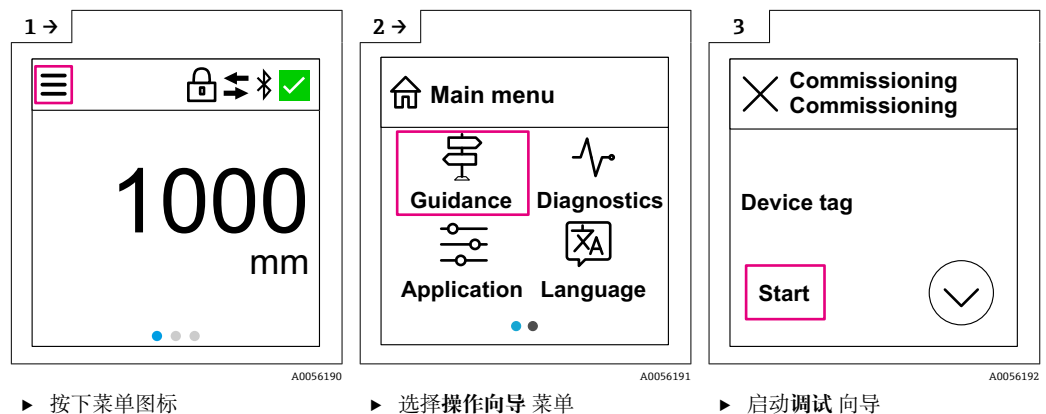 1 →
1000
mm
A0056190
▶ 按下菜单图标
2 →
Main menu
Guidance Diagnostics
Application Language
A0056191
▶ 选择操作向导 菜单
3
Commissioning
Commissioning
Device tag
Start
A0056192
▶ 启动调试 向导